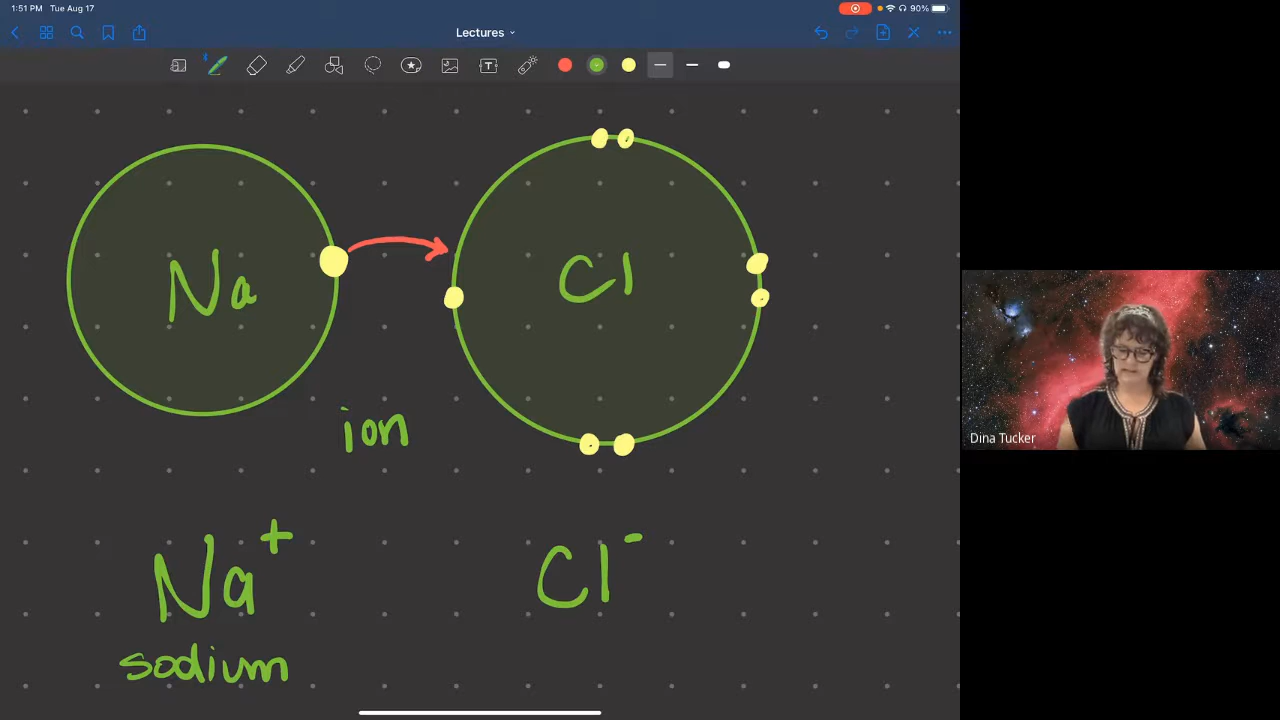 1:51 PM Tue Aug 17
90%
Lectures
T
Na
Cl
ion
Na+
Cl-
sodium
Dina Tucker